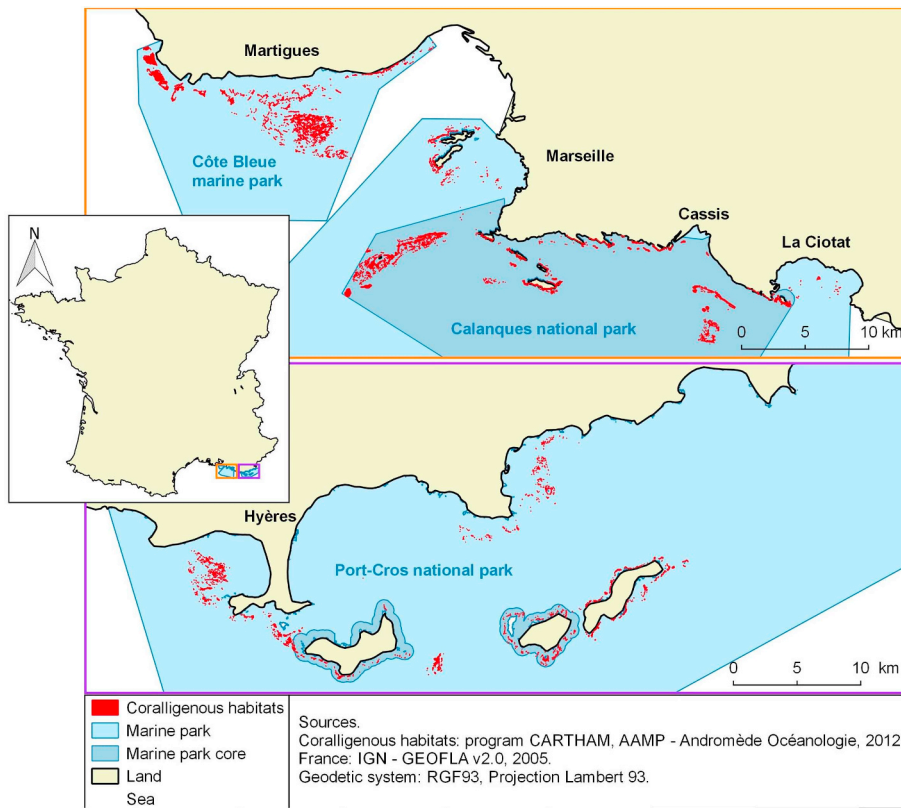 Martigues
Côte Bleue
marine park
Marseille
Cassis
La Ciotat
Calanques national park
0 5 10 km
N
Hyères
Port-Cros national park
0 5 10 km
Coralligenous habitats
Marine park
Marine park core
Land
Sea
Sources.
Coralligenous habitats: program CARTHAM, AAMP - Andromède Océanologie, 2012
France: IGN - GEOFLA v2.0, 2005.
Geodetic system: RGF93, Projection Lambert 93.